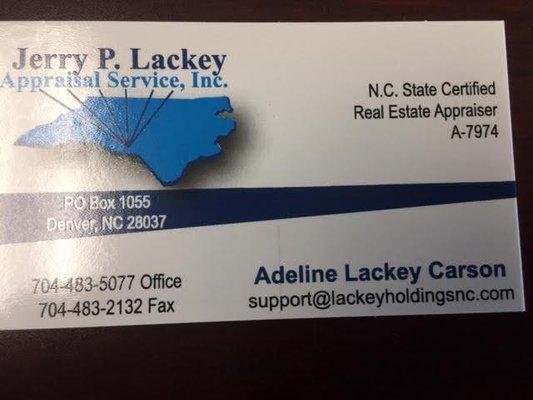 Jerry P. Lackey
Appraisal Service, Inc.
N.C. State Certified
Real Estate Appraiser
A-7974
PO Box 1055
Denver, NC 28037
704-483-5077 Office
704-483-2132 Fax
Adeline Lackey Carson
support@lackeyholdingsnc.com